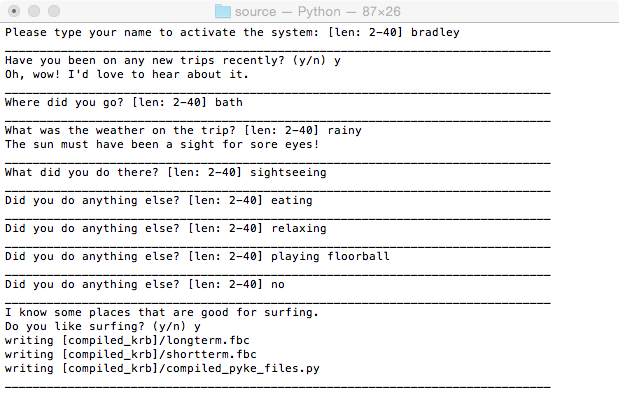 source — Python — 87×26
Please type your name to activate the system: [len: 2-40] bradley
Have you been on any new trips recently? (y/n) y
Oh, wow! I'd love to hear about it.
Where did you go? [len: 2-40] bath
What was the weather on the trip? [len: 2-40] rainy
The sun must have been a sight for sore eyes!
What did you do there? [len: 2-40] sightseeing
Did you do anything else? [len: 2-40] eating
Did you do anything else? [len: 2-40] relaxing
Did you do anything else? [len: 2-40] playing floorball
Did you do anything else? [len: 2-40] no
I know some places that are good for surfing.
Do you like surfing? (y/n) y
writing [compiled_krb]/longterm.fbc
writing [compiled_krb]/shortterm.fbc
writing [compiled_krb]/compiled_pyke_files.py